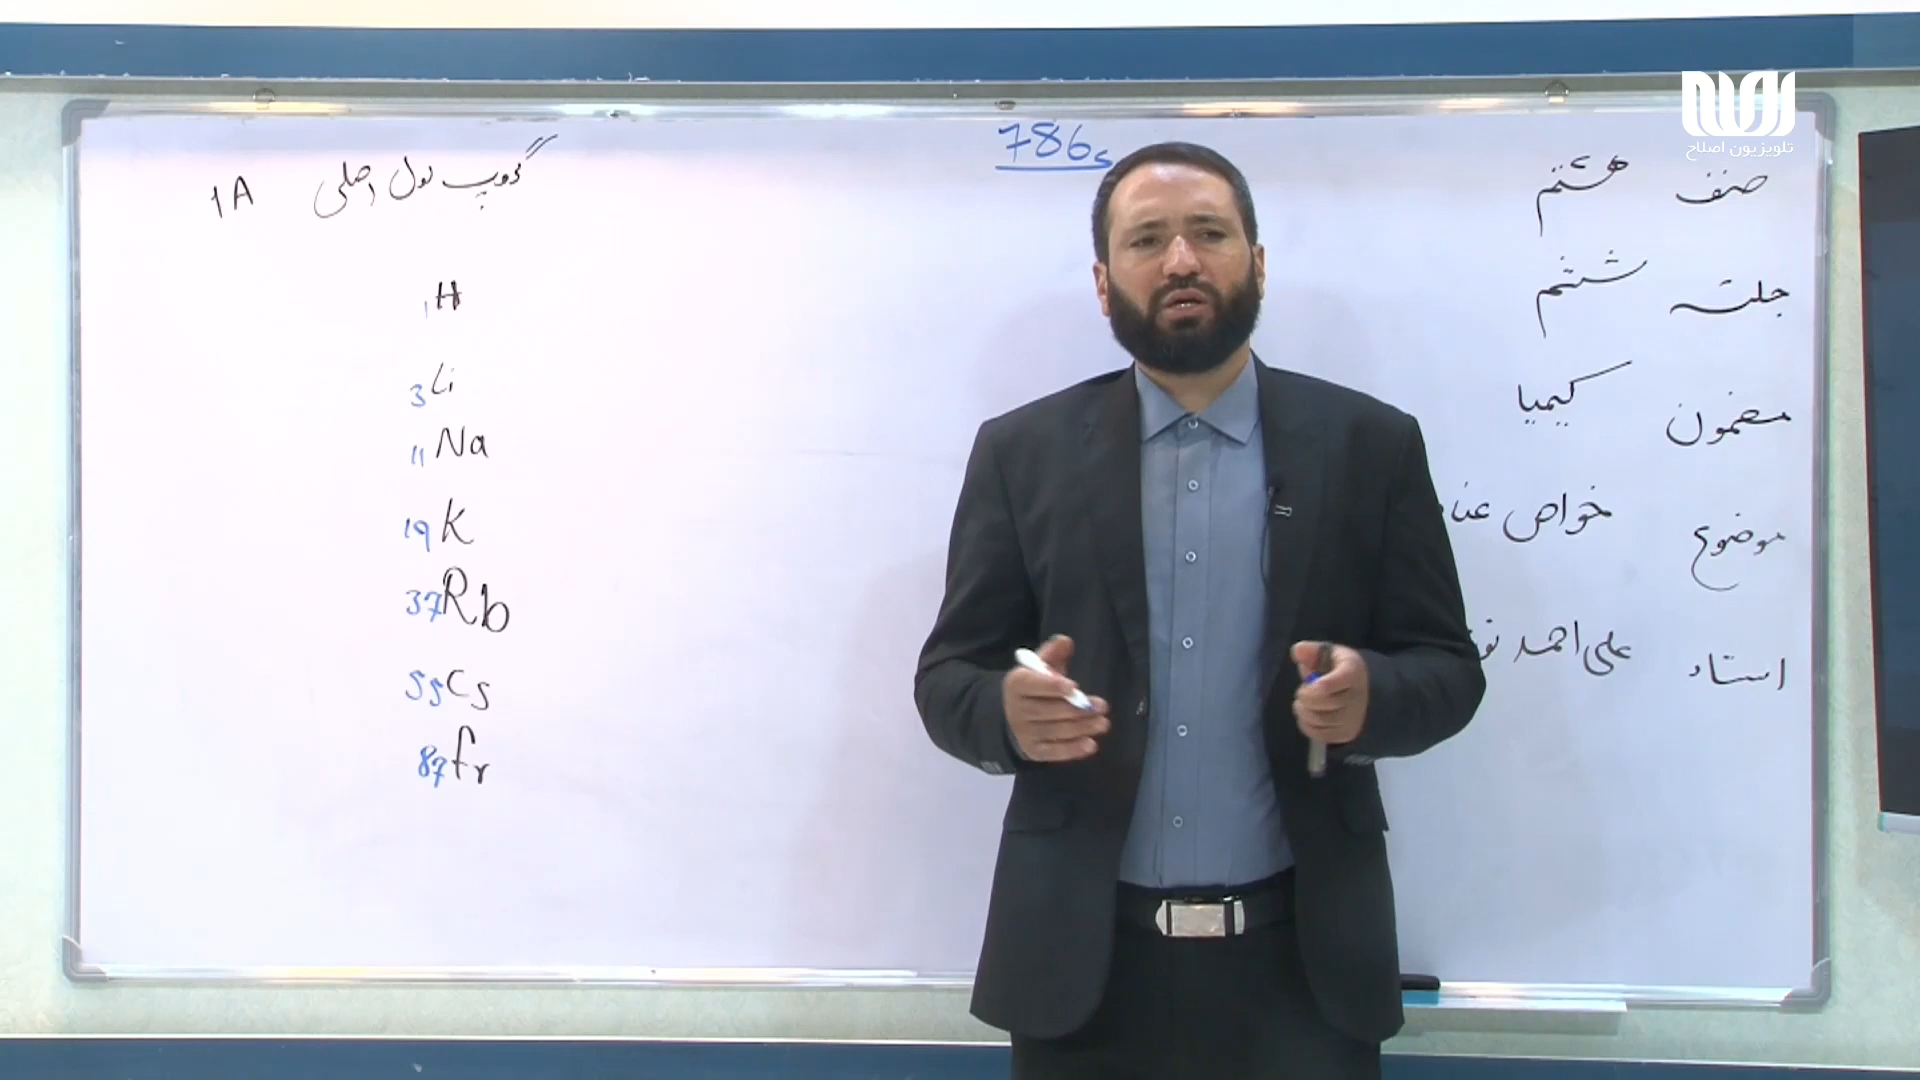 786
تلویزیون اصلاح
صنف هشتم
جلسه ششم
مضمون کیمیا
موضوع خواص
استاد علی احمد
گروپ اول اصلی 1A
1H
3Li
11Na
19K
37Rb
55Cs
87Fr